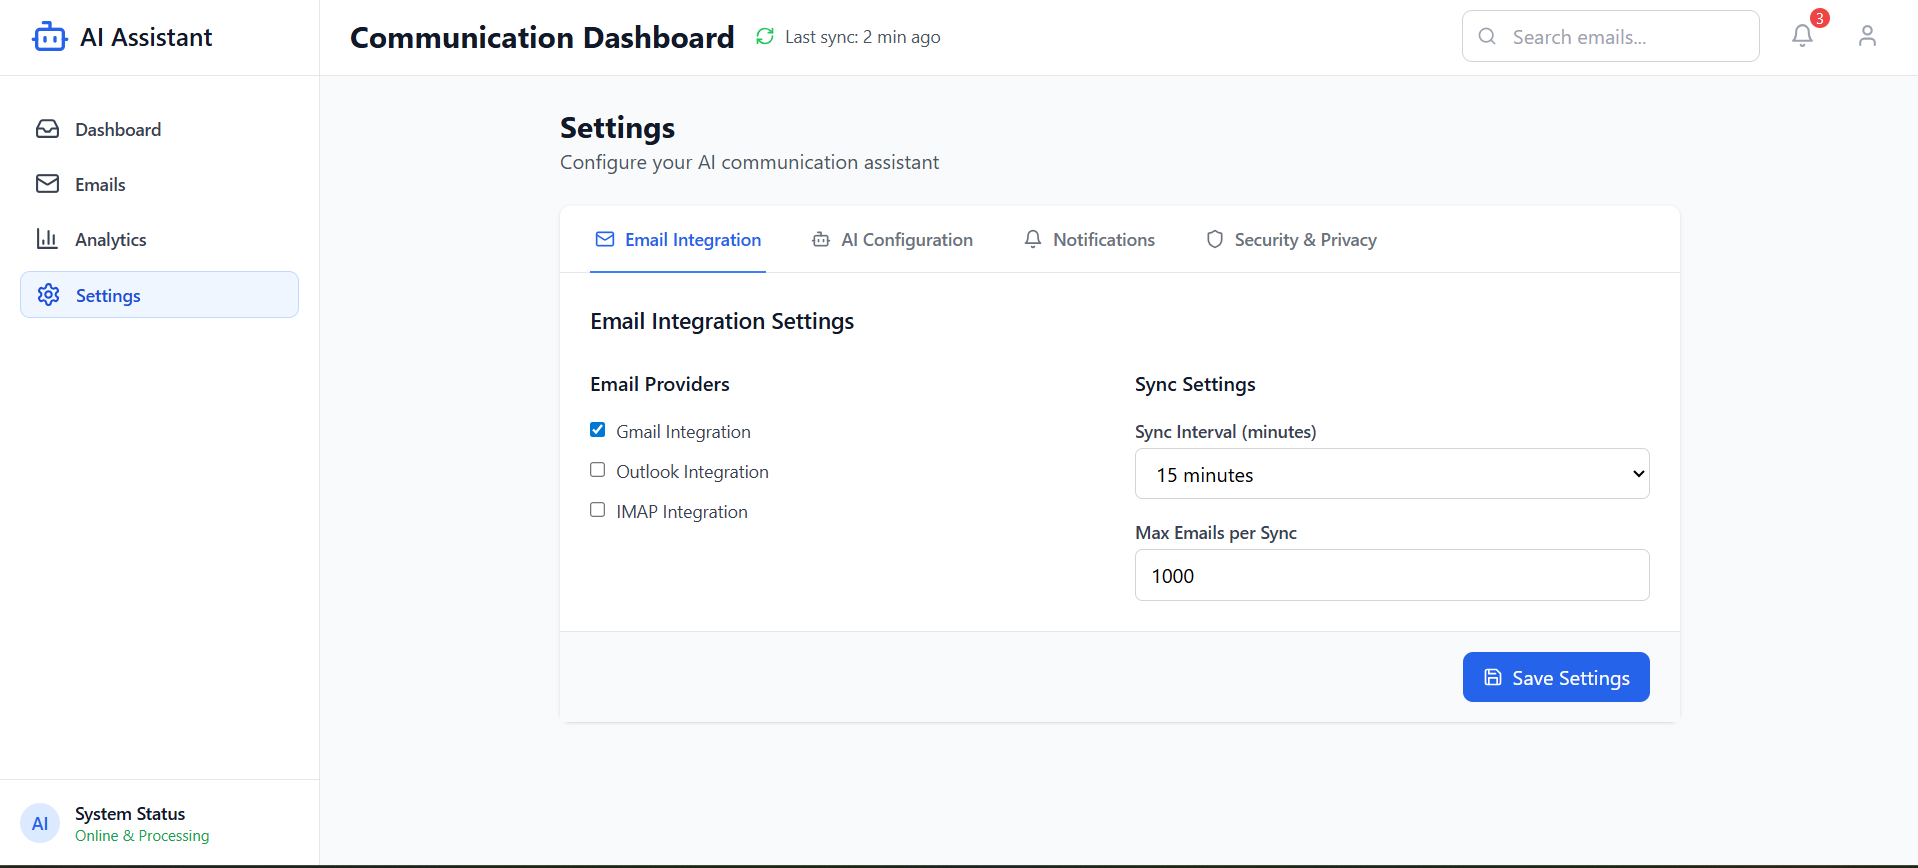 AI Assistant
Communication Dashboard
Last sync: 2 min ago
Search emails...
3
Dashboard
Emails
Analytics
Settings
Settings
Configure your AI communication assistant
Email Integration
AI Configuration
Notifications
Security & Privacy
Email Integration Settings
Email Providers
Gmail Integration
Outlook Integration
IMAP Integration
Sync Settings
Sync Interval (minutes)
15 minutes
Max Emails per Sync
1000
Save Settings
AI
System Status
Online & Processing